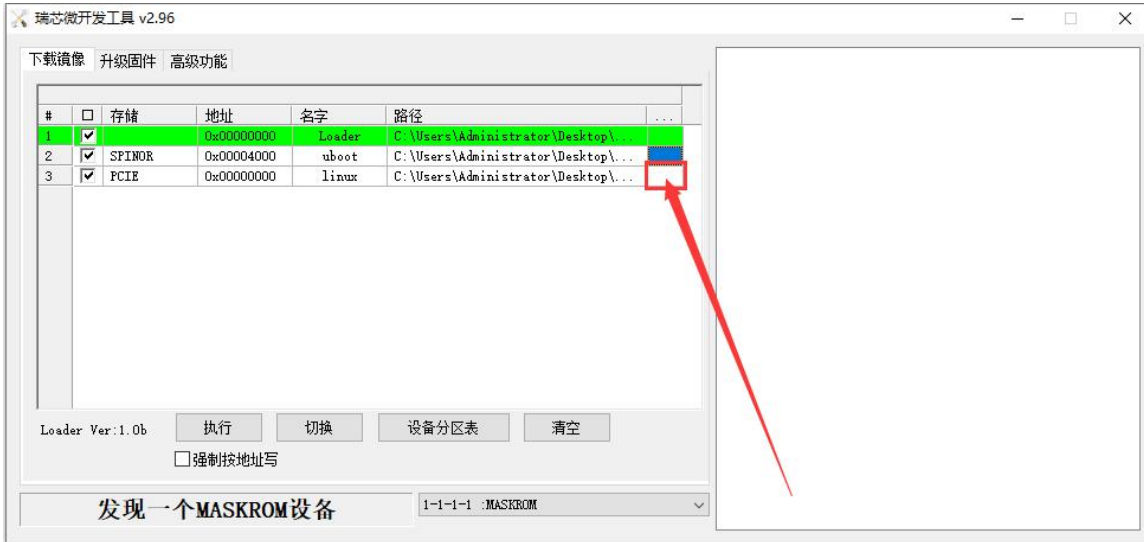 瑞芯微开发工具 v2.96
下载镜像 升级固件 高级功能
# 存储 地址 名字 路径 ...
1 0x00000000 Loader C:\Users\Administrator\Desktop\...
2 SPINOR 0x00004000 uboot C:\Users\Administrator\Desktop\...
3 PCIE 0x00000000 linux C:\Users\Administrator\Desktop\...
Loader Ver:1.0b 执行 切换 设备分区表 清空
强制按地址写
发现一个MASKROM设备 1-1-1-1 :MASKROM